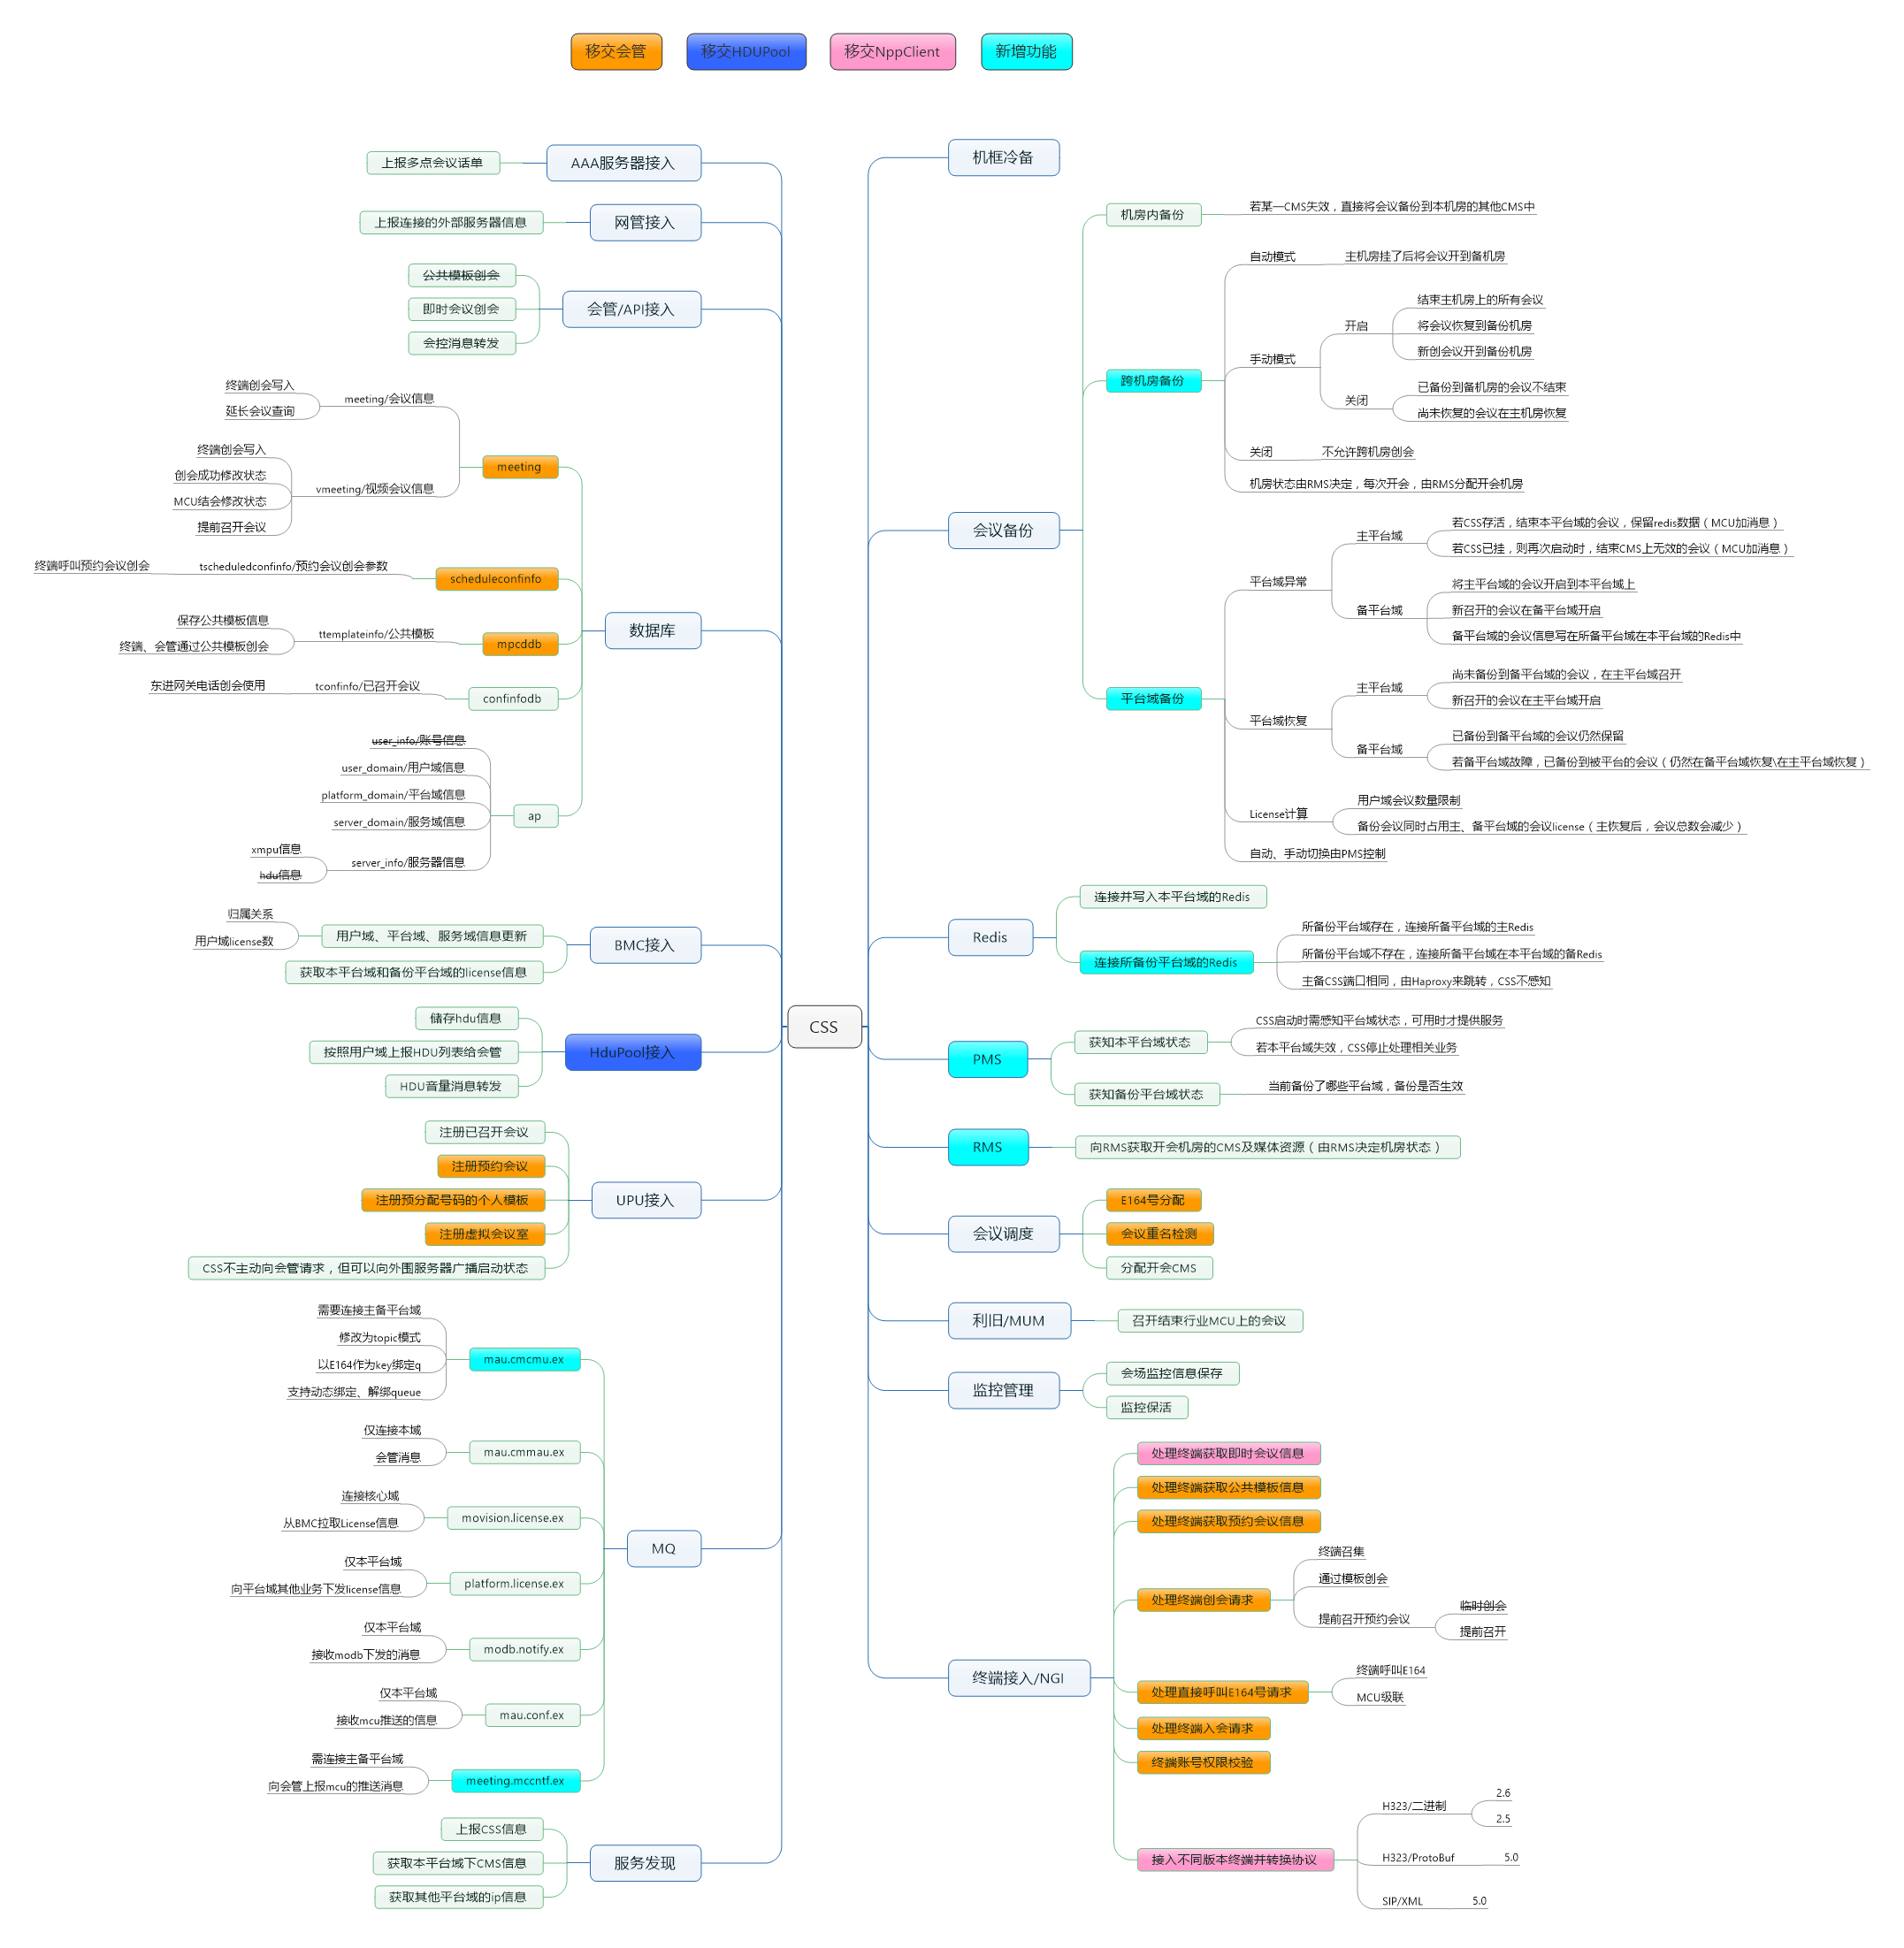 移交会管
移交HDUPool
移交NppClient
新增功能
CSS
AAA服务器接入
上报多点会议话单
网管接入
上报连接的外部服务器信息
会管/API接入
公共模板创会
即时会议创会
会控消息转发
数据库
meeting
meeting/会议信息
终端创会写入
延长会议查询
vmeeting/视频会议信息
终端创会写入
创会成功修改状态
MCU结会修改状态
提前召开会议
scheduleconfinfo
tscheduledconfinfo/预约会议创会参数
终端呼叫预约会议创会
mpcddb
ttemplateinfo/公共模板
保存公共模板信息
终端、会管通过公共模板创会
confinfodb
tconfinfo/已召开会议
东进网关电话创会使用
ap
user_info/账号信息
user_domain/用户域信息
platform_domain/平台域信息
server_domain/服务域信息
server_info/服务器信息
xmpu信息
hdu信息
BMC接入
用户域、平台域、服务域信息更新
归属关系
用户域license数
获取本平台域和备份平台域的license信息
HduPool接入
储存hdu信息
按照用户域上报HDU列表给会管
HDU音量消息转发
UPU接入
注册已召开会议
注册预约会议
注册预分配号码的个人模板
注册虚拟会议室
CSS不主动向会管请求，但可以向外围服务器广播启动状态
MQ
mau.cmcmu.ex
需要连接主备平台域
修改为topic模式
以E164作为key绑定q
支持动态绑定、解绑queue
mau.cmmau.ex
仅连接本域
会管消息
movision.license.ex
连接核心域
从BMC拉取License信息
platform.license.ex
仅本平台域
向平台域其他业务下发license信息
modb.notify.ex
仅本平台域
接收modb下发的消息
mau.conf.ex
仅本平台域
接收mcu推送的信息
meeting.mccntf.ex
需连接主备平台域
向会管上报mcu的推送消息
服务发现
上报CSS信息
获取本平台域下CMS信息
获取其他平台域的ip信息
机框冷备
会议备份
机房内备份
若某一CMS失效，直接将会议备份到本机房的其他CMS中
跨机房备份
自动模式
主机房挂了后将会议开到备机房
手动模式
开启
结束主机房上的所有会议
将会议恢复到备份机房
新创会议开到备份机房
关闭
已备份到备机房的会议不结束
尚未恢复的会议在主机房恢复
关闭
不允许跨机房创会
机房状态由RMS决定，每次开会，由RMS分配开会机房
平台域备份
平台域异常
主平台域
若CSS存活，结束本平台域的会议，保留redis数据（MCU加消息）
若CSS已挂，则再次启动时，结束CMS上无效的会议（MCU加消息）
备平台域
将主平台域的会议开启到本平台域上
新召开的会议在备平台域开启
备平台域的会议信息写在所备平台域在本平台域的Redis中
平台域恢复
主平台域
尚未备份到备平台域的会议，在主平台域召开
新召开的会议在主平台域开启
备平台域
已备份到备平台域的会议仍然保留
若备平台域故障，已备份到被平台的会议（仍然在备平台域恢复\在主平台域恢复）
License计算
用户域会议数量限制
备份会议同时占用主、备平台域的会议license（主恢复后，会议总数会减少）
自动、手动切换由PMS控制
Redis
连接并写入本平台域的Redis
连接所备份平台域的Redis
所备份平台域存在，连接所备平台域的主Redis
所备份平台域不存在，连接所备平台域在本平台域的备Redis
主备CSS端口相同，由Haproxy来跳转，CSS不感知
PMS
获知本平台域状态
CSS启动时需感知平台域状态，可用时才提供服务
若本平台域失效，CSS停止处理相关业务
获知备份平台域状态
当前备份了哪些平台域，备份是否生效
RMS
向RMS获取开会机房的CMS及媒体资源（由RMS决定机房状态）
会议调度
E164号分配
会议重名检测
分配开会CMS
利旧/MUM
召开结束行业MCU上的会议
监控管理
会场监控信息保存
监控保活
终端接入/NGI
处理终端获取即时会议信息
处理终端获取公共模板信息
处理终端获取预约会议信息
处理终端创会请求
终端召集
通过模板创会
提前召开预约会议
临时创会
提前召开
处理直接呼叫E164号请求
终端呼叫E164
MCU级联
处理终端入会请求
终端账号权限校验
接入不同版本终端并转换协议
H323/二进制
2.6
2.5
H323/ProtoBuf
5.0
SIP/XML
5.0